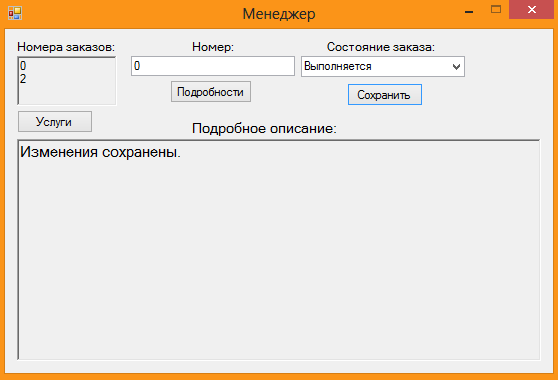 Менеджер
Номера заказов:
0
2
Номер:
0
Состояние заказа:
Выполняется
Подробности
Сохранить
Услуги
Подробное описание:
Изменения сохранены.